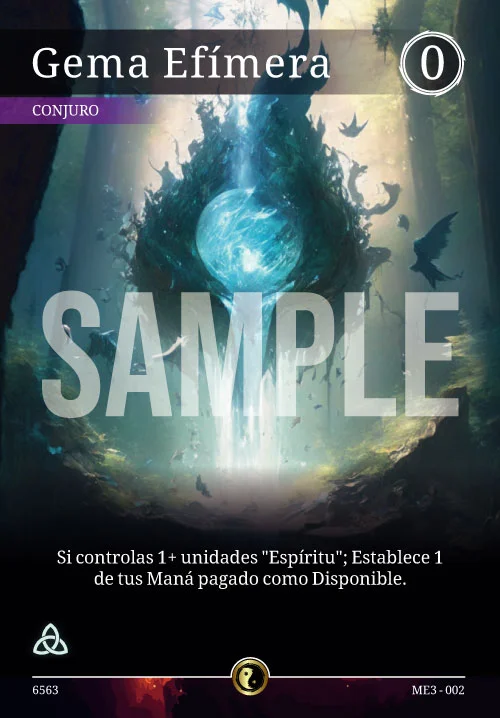 Gema Efímera
0
CONJURO
SAMPLE
Si controlas 1+ unidades "Espíritu"; Establece 1
de tus Maná pagado como Disponible.
6563
ME3 - 002